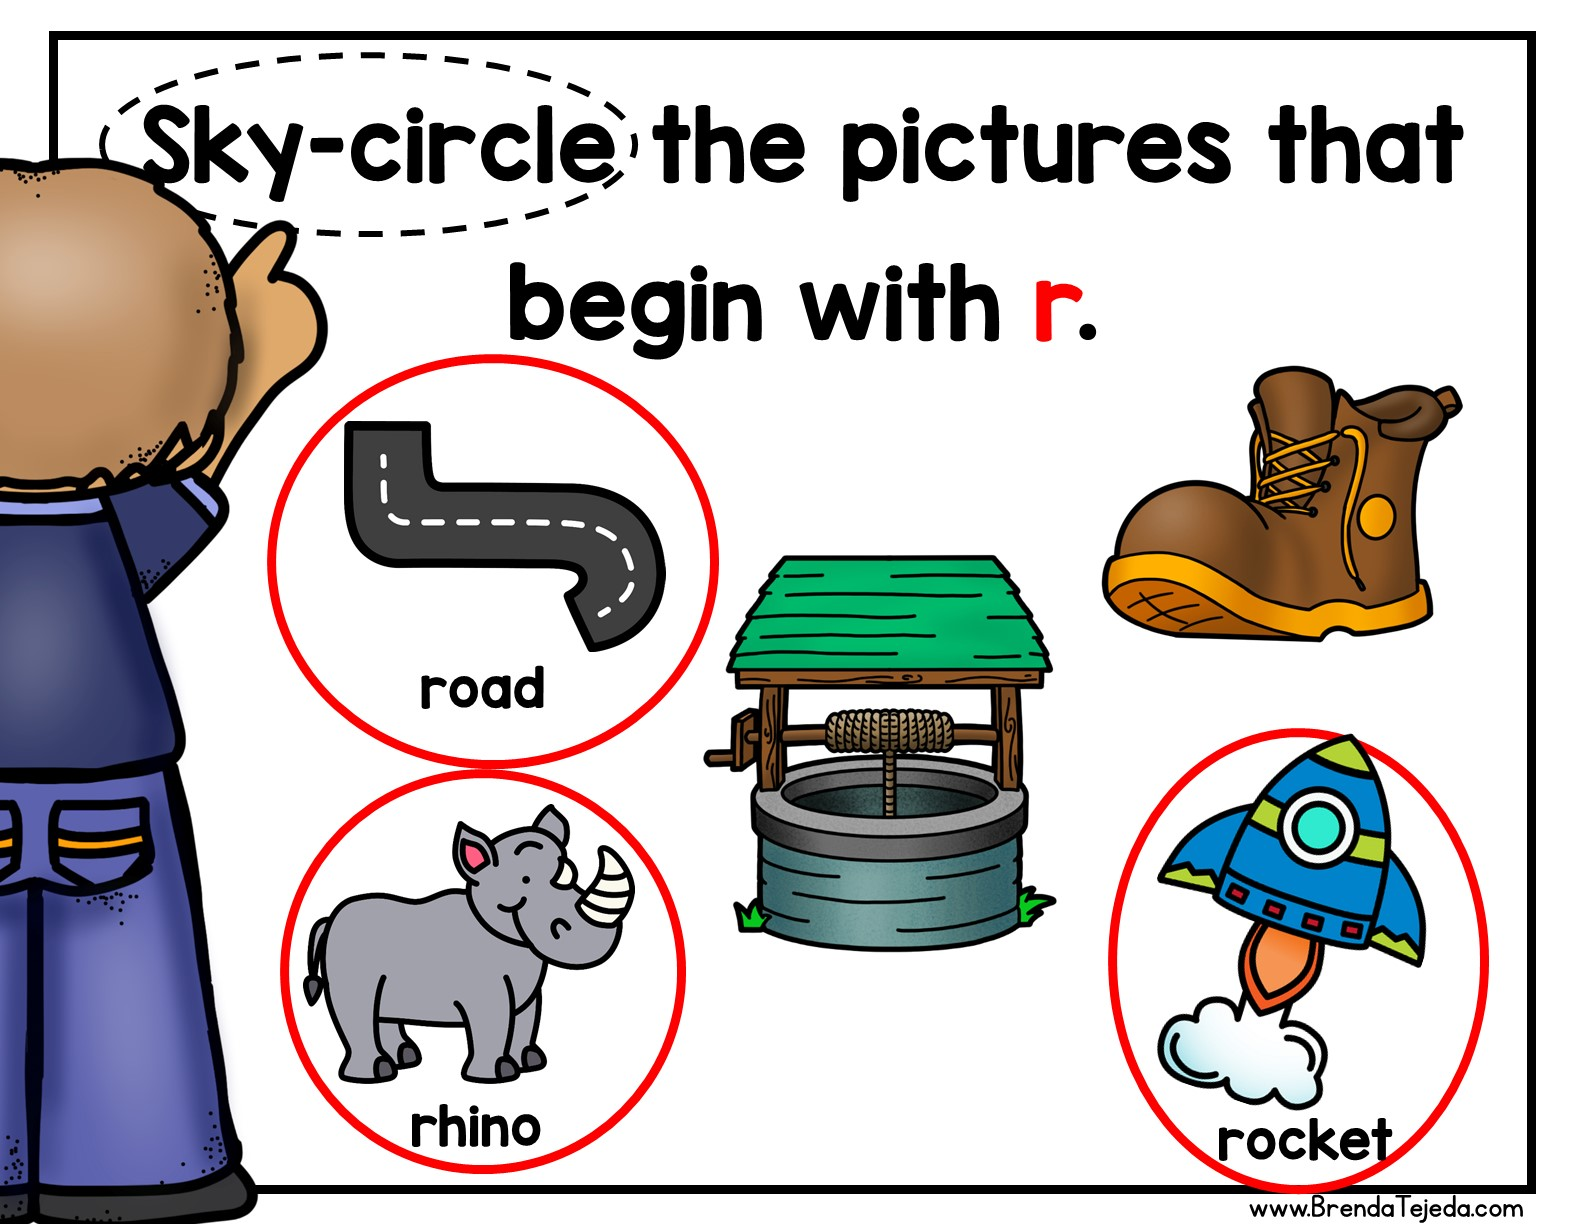 Sky-circle the pictures that
begin with r.
road
rhino
rocket
www.BrendaTejeda.com